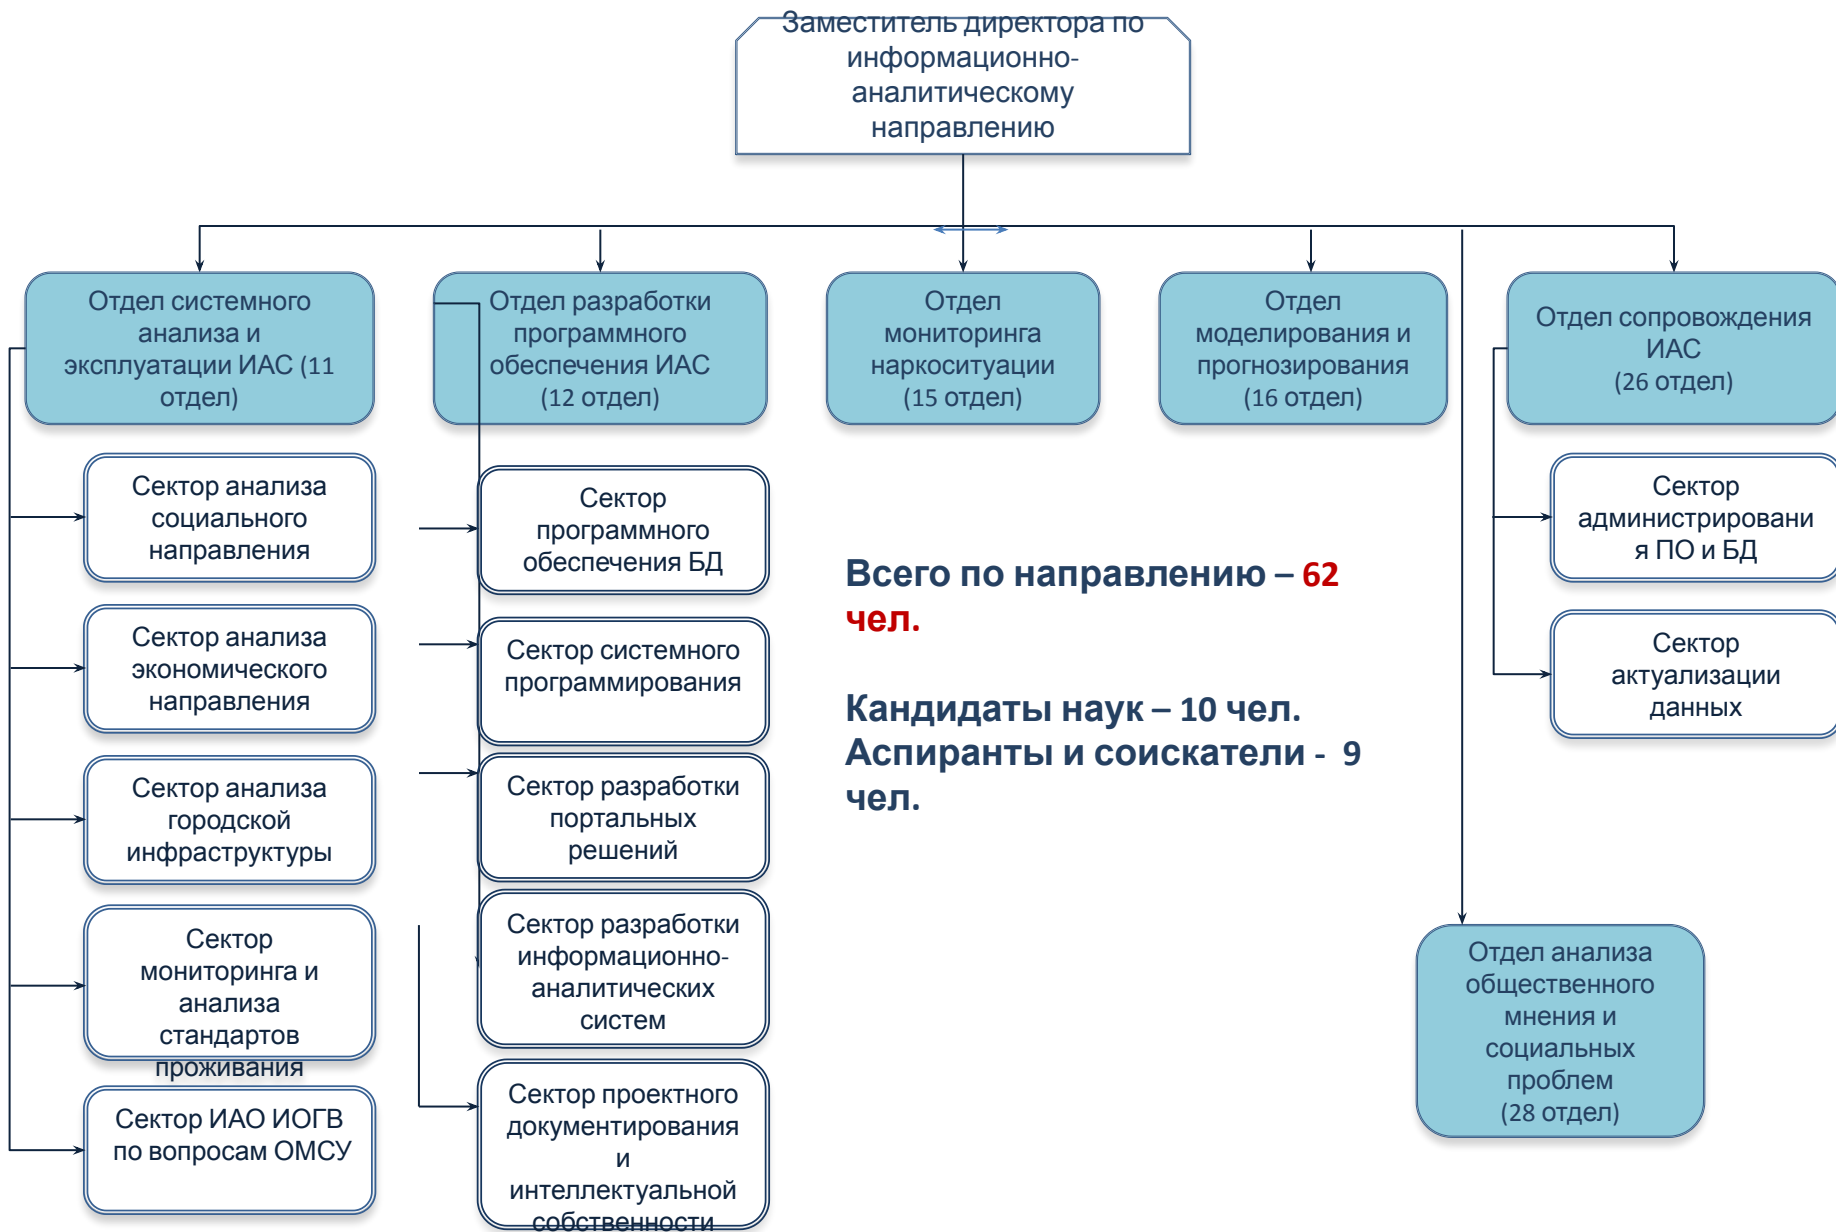 Заместитель директора по
информационно-
аналитическому
направлению
Отдел системного
анализа и
эксплуатации ИАС (11
отдел)
Отдел разработки
программного
обеспечения ИАС
(12 отдел)
Отдел
мониторинга
наркоситуации
(15 отдел)
Отдел
моделирования и
прогнозирования
(16 отдел)
Отдел сопровождения
ИАС
(26 отдел)
Сектор анализа
социального
направления
Сектор анализа
экономического
направления
Сектор анализа
городской
инфраструктуры
Сектор
мониторинга и
анализа
стандартов
проживания
Сектор ИАО ИОГВ
по вопросам ОМСУ
Сектор
программного
обеспечения БД
Сектор системного
программирования
Сектор разработки
портальных
решений
Сектор разработки
информационно-
аналитических
систем
Сектор проектного
документирования
и
интеллектуальной
собственности
Всего по направлению – 62
чел.
Кандидаты наук – 10 чел.
Аспиранты и соискатели - 9
чел.
Сектор
администрировани
я ПО и БД
Сектор
актуализации
данных
Отдел анализа
общественного
мнения и
социальных
проблем
(28 отдел)